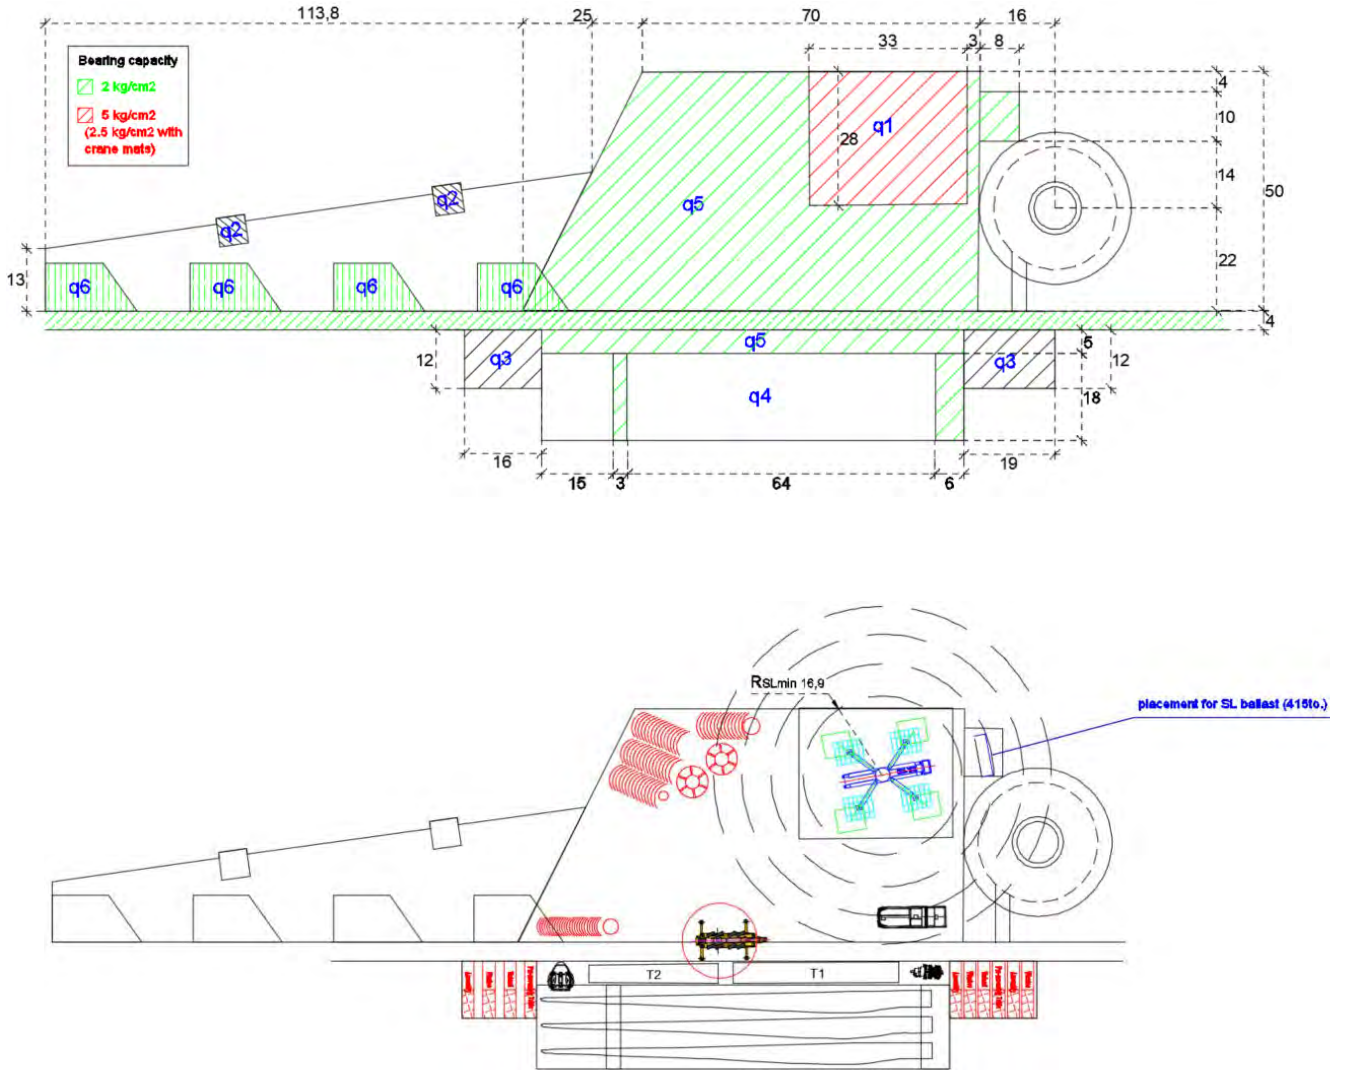 113,8
25
70
16
33
3
8
Bearing capacity
2 kg/cm2
5 kg/cm2
(2.5 kg/cm2 with
crane mats)
q1
28
4
10
14
50
q5
q2
q2
22
13
q6
q6
q6
q6
4
q5
5
12
q3
q3
12
q4
18
16
19
15
3
64
6
RSLmin 16,9
placement for SL ballast (415to.)
T2
T1